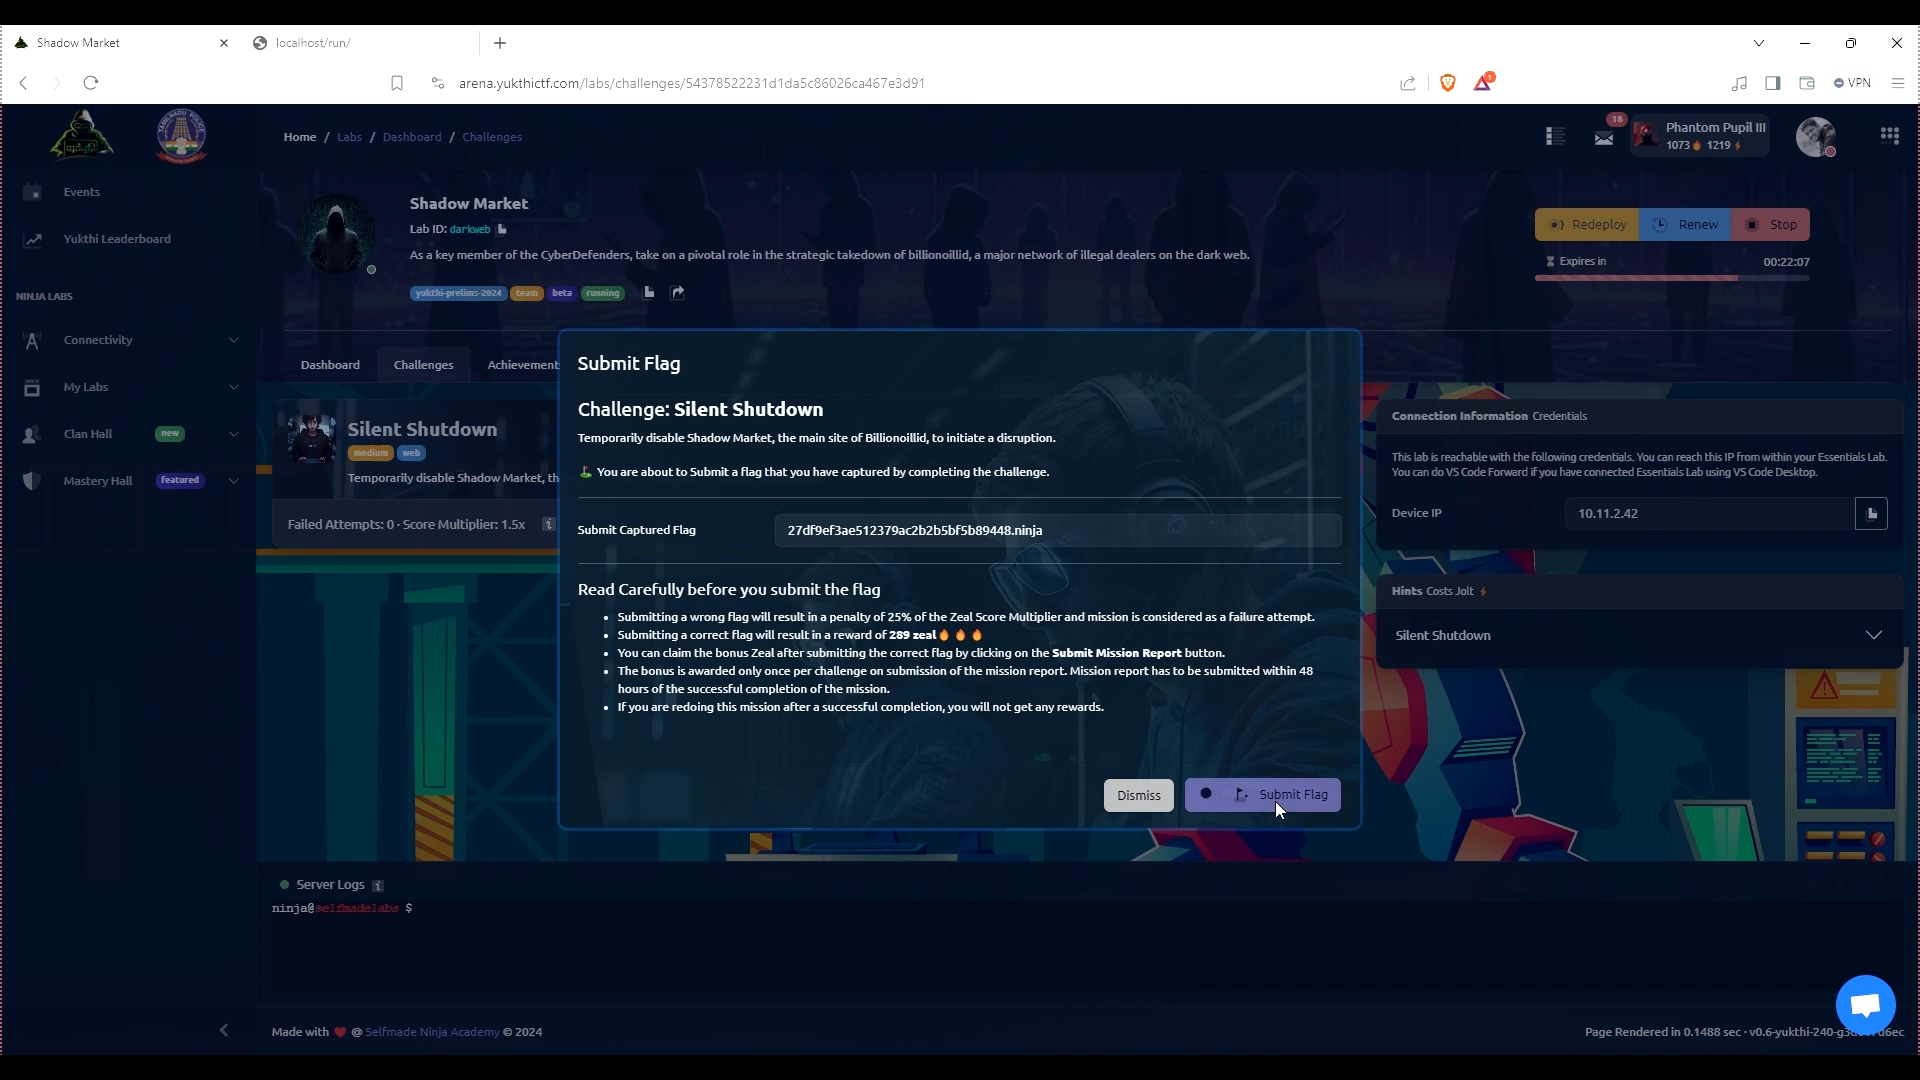 Shadow Market
localhost/run/
arena.yukthictf.com/labs/challenges/54378522231d1da5c86026ca467e3d91
1
VPN
Home / Labs / Dashboard / Challenges
18
Phantom Pupil III
1073 1219
Events
Yukthi Leaderboard
NINJA LABS
Connectivity
My Labs
Clan Hall new
Mastery Hall featured
Shadow Market
Lab ID: darkweb
As a key member of the CyberDefenders, take on a pivotal role in the strategic takedown of billionoillid, a major network of illegal dealers on the dark web.
yukthi-prelims-2024 team beta running
Redeploy Renew Stop
Expires in 00:22:07
Dashboard Challenges Achievement
Silent Shutdown
medium web
Temporarily disable Shadow Market, th
Failed Attempts: 0 · Score Multiplier: 1.5x
Submit Flag
Challenge: Silent Shutdown
Temporarily disable Shadow Market, the main site of Billionoillid, to initiate a disruption.
You are about to Submit a flag that you have captured by completing the challenge.
Submit Captured Flag 27df9ef3ae512379ac2b2b5bf5b89448.ninja
Read Carefully before you submit the flag
• Submitting a wrong flag will result in a penalty of 25% of the Zeal Score Multiplier and mission is considered as a failure attempt.
• Submitting a correct flag will result in a reward of 289 zeal
• You can claim the bonus Zeal after submitting the correct flag by clicking on the Submit Mission Report button.
• The bonus is awarded only once per challenge on submission of the mission report. Mission report has to be submitted within 48
hours of the successful completion of the mission.
• If you are redoing this mission after a successful completion, you will not get any rewards.
Dismiss Submit Flag
Connection Information Credentials
This lab is reachable with the following credentials. You can reach this IP from within your Essentials Lab.
You can do VS Code Forward if you have connected Essentials Lab using VS Code Desktop.
Device IP 10.11.2.42
Hints Costs Jolt
Silent Shutdown
Server Logs
ninja@selfmadelabs $
Made with @ Selfmade Ninja Academy © 2024
Page Rendered in 0.1488 sec · v0.6-yukthi-240-